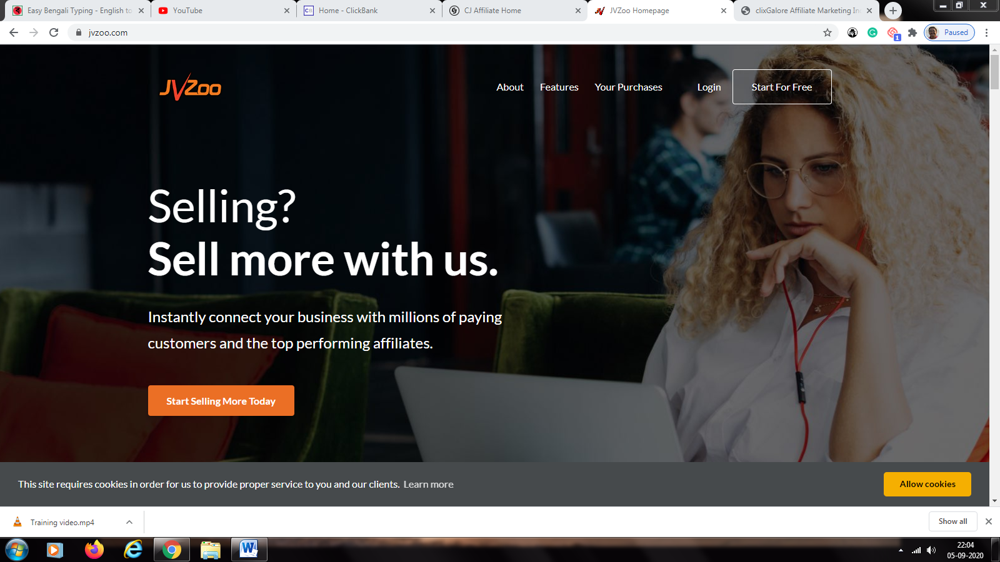 Easy Bengali Typing - English to
YouTube
CB
Home - ClickBank
CJ Affiliate Home
JVZoo Homepage
clixGalore Affiliate Marketing In
jvzoo.com
1
Paused
JVZoo
About
Features
Your Purchases
Login
Start For Free
Selling?
Sell more with us.
Instantly connect your business with millions of paying
customers and the top performing affiliates.
Start Selling More Today
This site requires cookies in order for us to provide proper service to you and our clients. Learn more
Allow cookies
Training video.mp4
Show all
22:04
05-09-2020